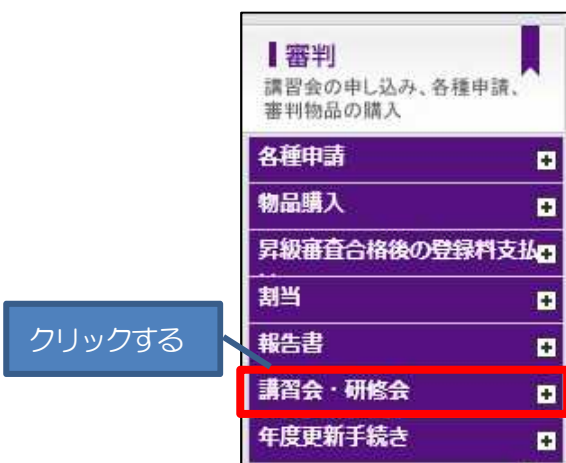 審判
講習会の申し込み、各種申請、
審判物品の購入
各種申請
物品購入
昇級審査合格後の登録料支払
割当
報告書
講習会・研修会
年度更新手続き
クリックする